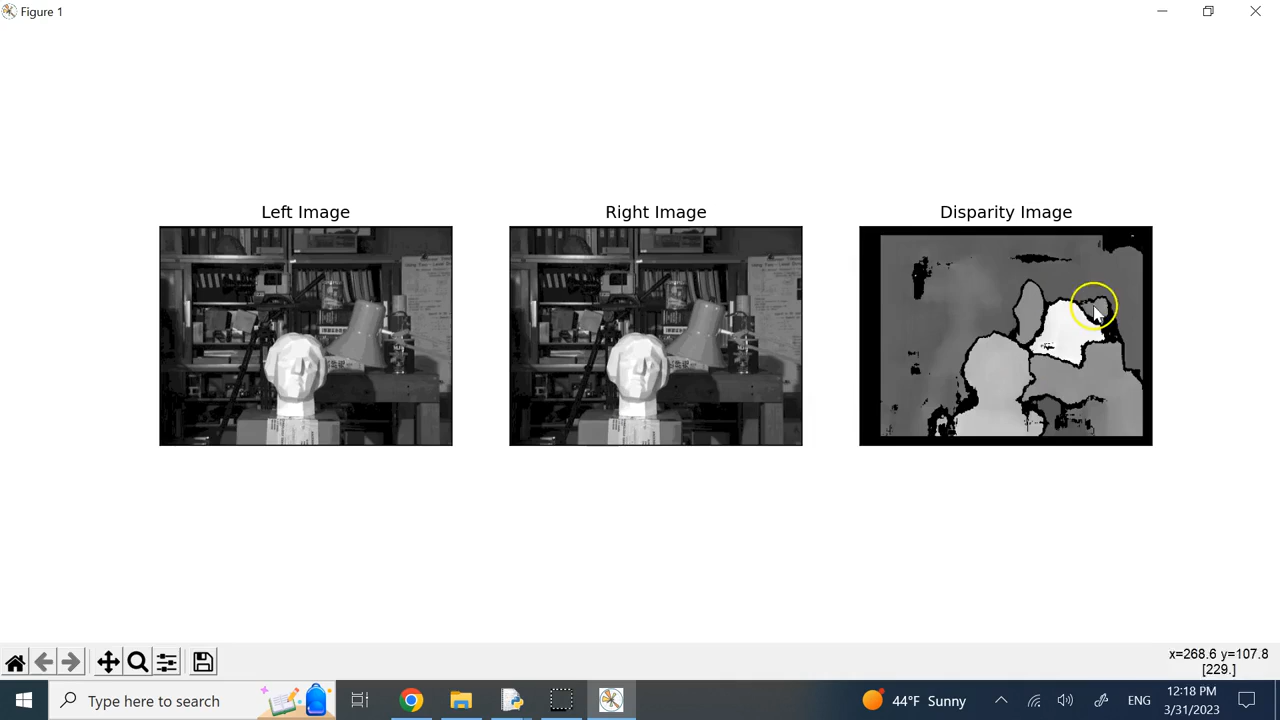 Figure 1
Left Image
Right Image
Disparity Image
x=268.6 y=107.8
[229.]
Type here to search
44°F Sunny
ENG
12:18 PM
3/31/2023